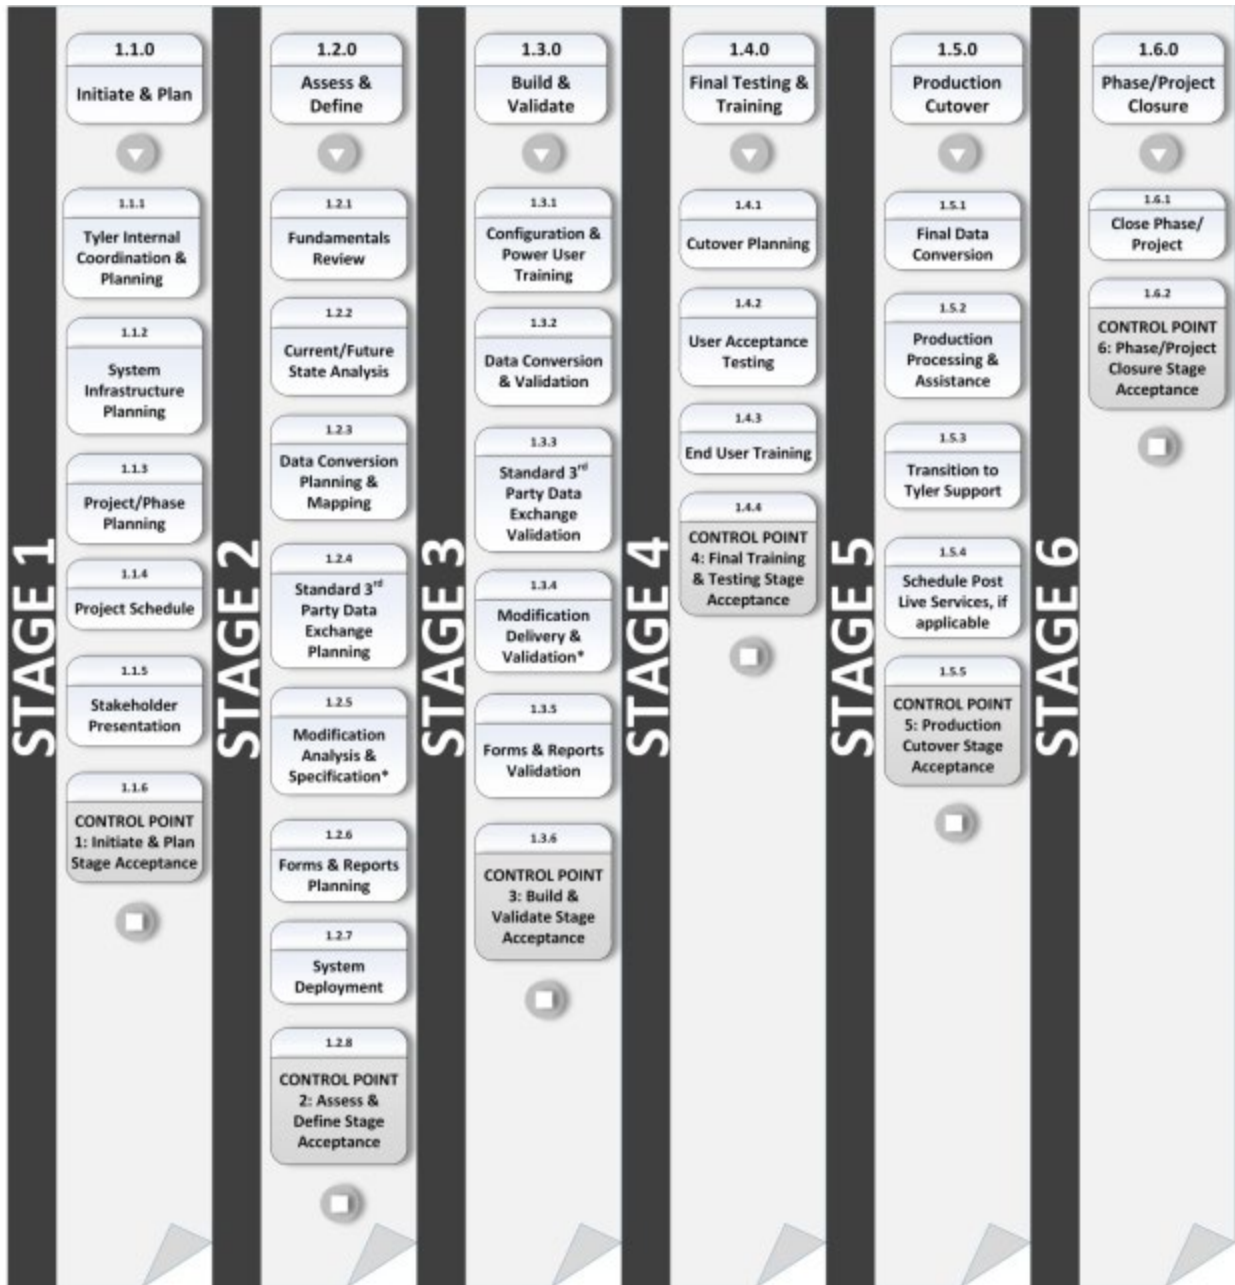 STAGE 1
1.1.0
Initiate & Plan
1.1.1
Tyler Internal
Coordination &
Planning
1.1.2
System
Infrastructure
Planning
1.1.3
Project/Phase
Planning
1.1.4
Project Schedule
1.1.5
Stakeholder
Presentation
1.1.6
CONTROL POINT
1: Initiate & Plan
Stage Acceptance
STAGE 2
1.2.0
Assess &
Define
1.2.1
Fundamentals
Review
1.2.2
Current/Future
State Analysis
1.2.3
Data Conversion
Planning &
Mapping
1.2.4
Standard 3rd
Party Data
Exchange
Planning
1.2.5
Modification
Analysis &
Specification*
1.2.6
Forms & Reports
Planning
1.2.7
System
Deployment
1.2.8
CONTROL POINT
2: Assess &
Define Stage
Acceptance
STAGE 3
1.3.0
Build &
Validate
1.3.1
Configuration &
Power User
Training
1.3.2
Data Conversion
& Validation
1.3.3
Standard 3rd
Party Data
Exchange
Validation
1.3.4
Modification
Delivery &
Validation*
1.3.5
Forms & Reports
Validation
1.3.6
CONTROL POINT
3: Build &
Validate Stage
Acceptance
STAGE 4
1.4.0
Final Testing &
Training
1.4.1
Cutover Planning
1.4.2
User Acceptance
Testing
1.4.3
End User Training
1.4.4
CONTROL POINT
4: Final Training
& Testing Stage
Acceptance
STAGE 5
1.5.0
Production
Cutover
1.5.1
Final Data
Conversion
1.5.2
Production
Processing &
Assistance
1.5.3
Transition to
Tyler Support
1.5.4
Schedule Post
Live Services, if
applicable
1.5.5
CONTROL POINT
5: Production
Cutover Stage
Acceptance
STAGE 6
1.6.0
Phase/Project
Closure
1.6.1
Close Phase/
Project
1.6.2
CONTROL POINT
6: Phase/Project
Closure Stage
Acceptance